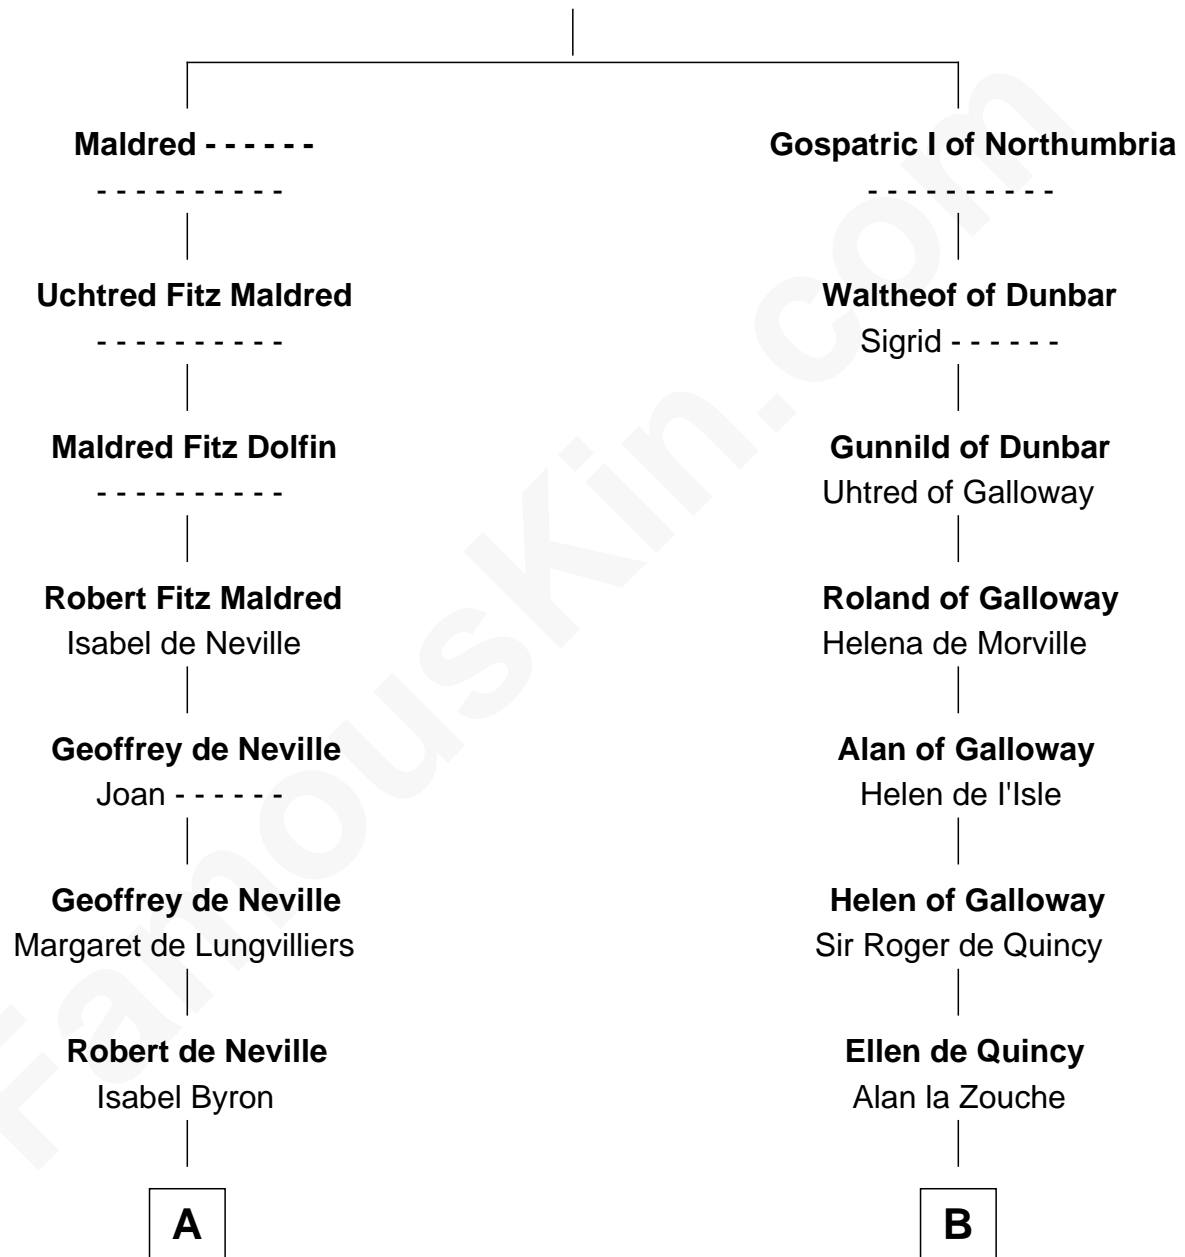 Maldred - - - - - -
- - - - - - - - - -
Uchtred Fitz Maldred
- - - - - - - - - -
Maldred Fitz Dolfin
- - - - - - - - - -
Robert Fitz Maldred
Isabel de Neville
Geoffrey de Neville
Joan - - - - - -
Geoffrey de Neville
Margaret de Lungvilliers
Robert de Neville
Isabel Byron
A
Gospatric I of Northumbria
- - - - - - - - - -
Waltheof of Dunbar
Sigrid - - - - - -
Gunnild of Dunbar
Uhtred of Galloway
Roland of Galloway
Helena de Morville
Alan of Galloway
Helen de I'Isle
Helen of Galloway
Sir Roger de Quincy
Ellen de Quincy
Alan la Zouche
B
FamousKin.com